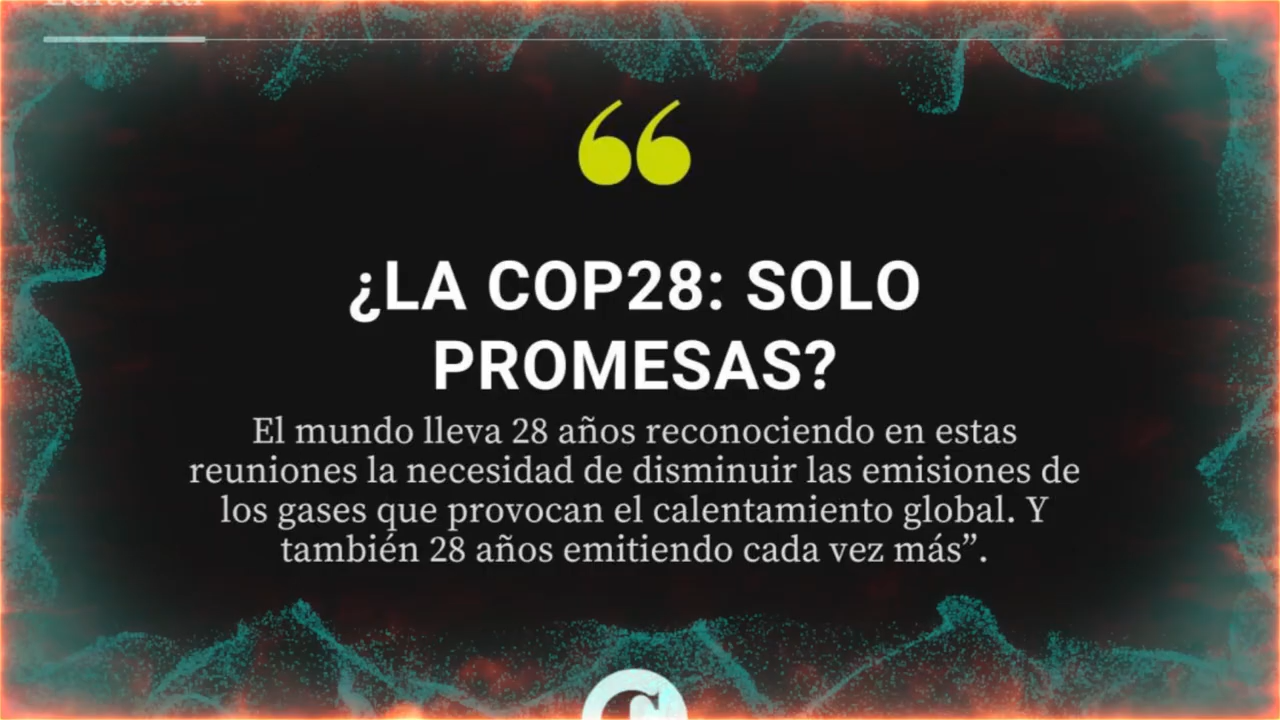 Editorial
¿LA COP28: SOLO
PROMESAS?
El mundo lleva 28 años reconociendo en estas
reuniones la necesidad de disminuir las emisiones de
los gases que provocan el calentamiento global. Y
también 28 años emitiendo cada vez más”.